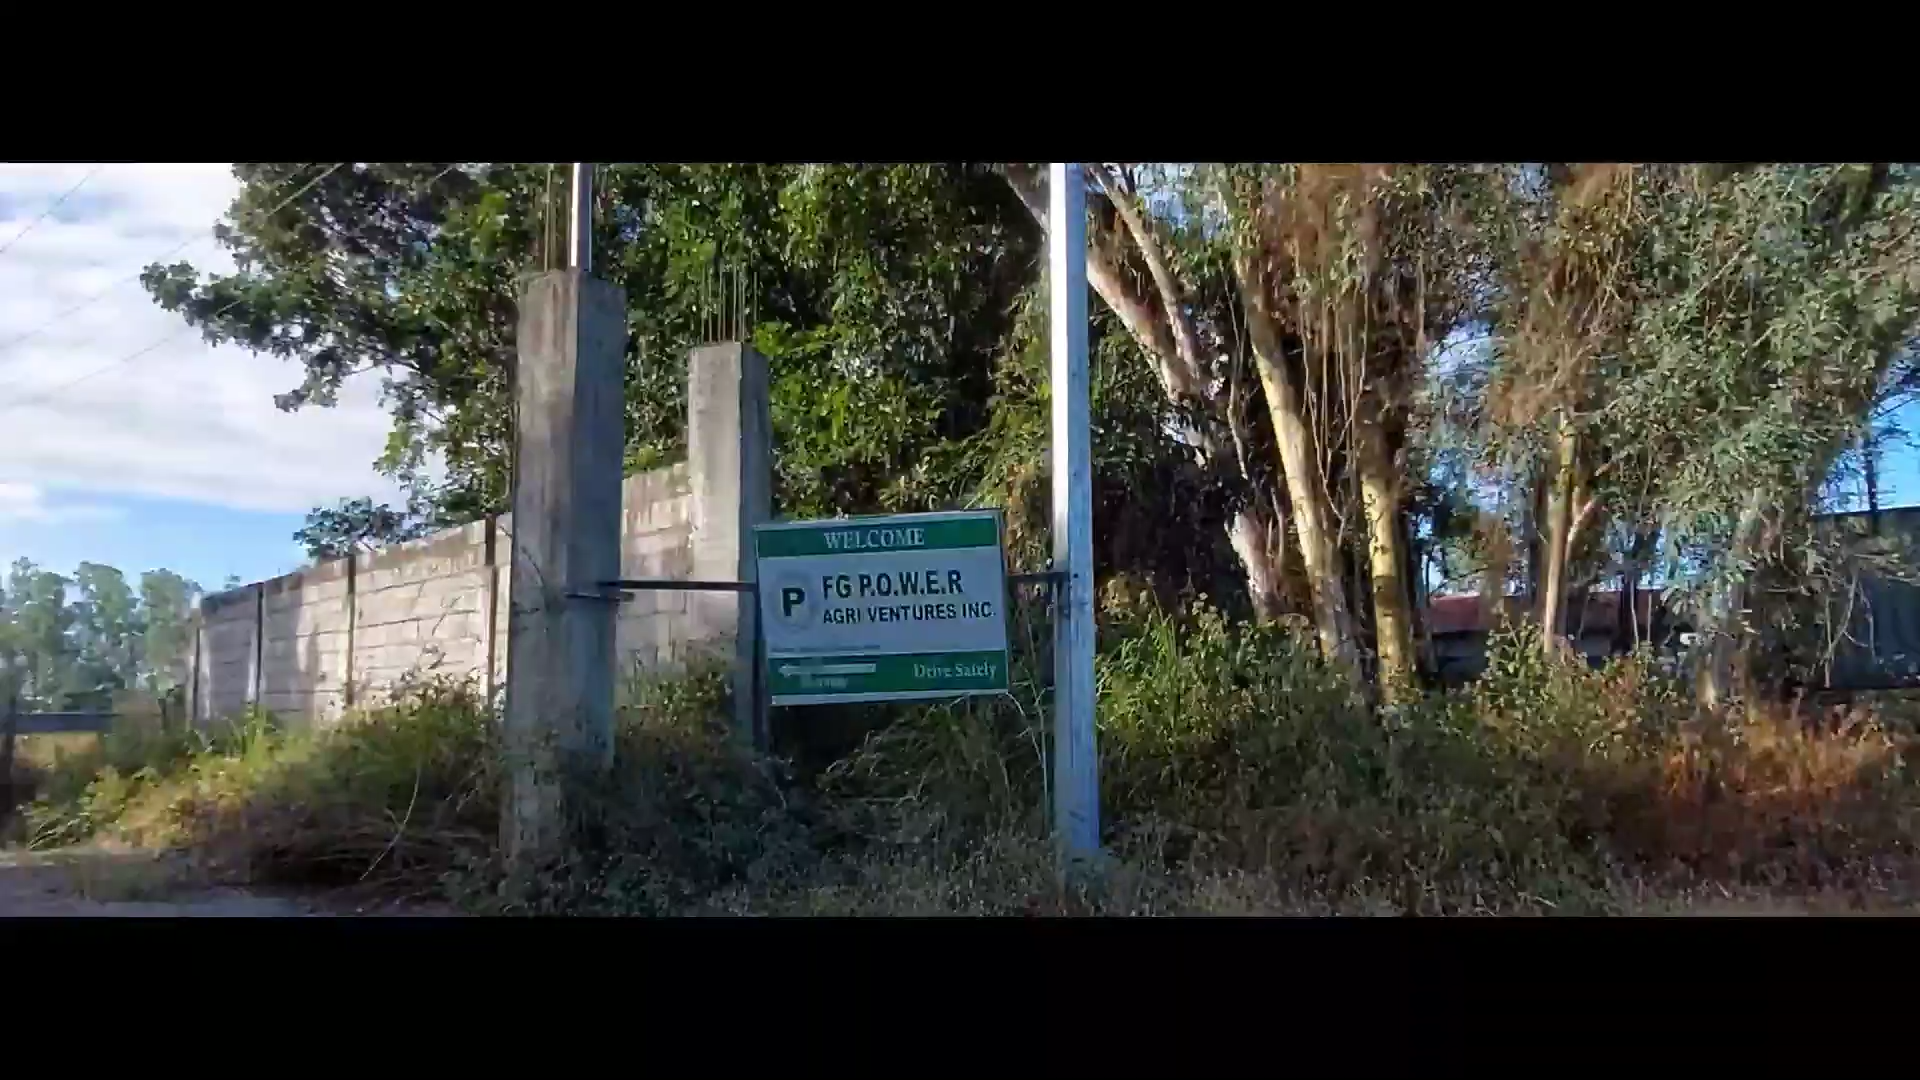 WELCOME
P
FG P.O.W.E.R
AGRI VENTURES INC.
Drive Safely